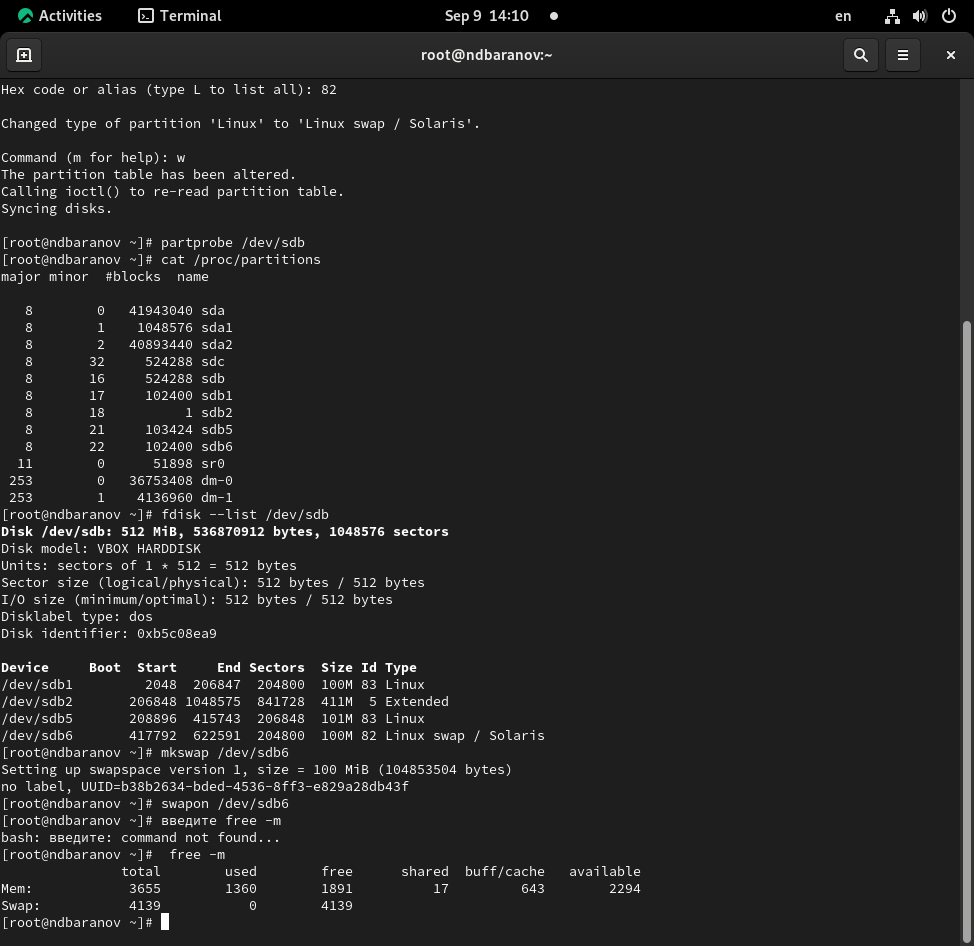 Activities Terminal Sep 9 14:10 en
root@ndbaranov:~
Hex code or alias (type L to list all): 82
Changed type of partition 'Linux' to 'Linux swap / Solaris'.
Command (m for help): w
The partition table has been altered.
Calling ioctl() to re-read partition table.
Syncing disks.
[root@ndbaranov ~]# partprobe /dev/sdb
[root@ndbaranov ~]# cat /proc/partitions
major minor  #blocks  name
   8        0   41943040 sda
   8        1    1048576 sda1
   8        2   40893440 sda2
   8       32     524288 sdc
   8       16     524288 sdb
   8       17     102400 sdb1
   8       18          1 sdb2
   8       21     103424 sdb5
   8       22     102400 sdb6
  11        0      51898 sr0
 253        0   36753408 dm-0
 253        1    4136960 dm-1
[root@ndbaranov ~]# fdisk --list /dev/sdb
Disk /dev/sdb: 512 MiB, 536870912 bytes, 1048576 sectors
Disk model: VBOX HARDDISK
Units: sectors of 1 * 512 = 512 bytes
Sector size (logical/physical): 512 bytes / 512 bytes
I/O size (minimum/optimal): 512 bytes / 512 bytes
Disklabel type: dos
Disk identifier: 0xb5c08ea9
Device     Boot  Start     End Sectors  Size Id Type
/dev/sdb1         2048  206847  204800  100M 83 Linux
/dev/sdb2       206848 1048575  841728  411M  5 Extended
/dev/sdb5       208896  415743  206848  101M 83 Linux
/dev/sdb6       417792  622591  204800  100M 82 Linux swap / Solaris
[root@ndbaranov ~]# mkswap /dev/sdb6
Setting up swapspace version 1, size = 100 MiB (104853504 bytes)
no label, UUID=b38b2634-bded-4536-8ff3-e829a28db43f
[root@ndbaranov ~]# swapon /dev/sdb6
[root@ndbaranov ~]# введите free -m
bash: введите: command not found...
[root@ndbaranov ~]#  free -m
               total        used        free      shared  buff/cache   available
Mem:            3655        1360        1891          17         643        2294
Swap:           4139           0        4139
[root@ndbaranov ~]#